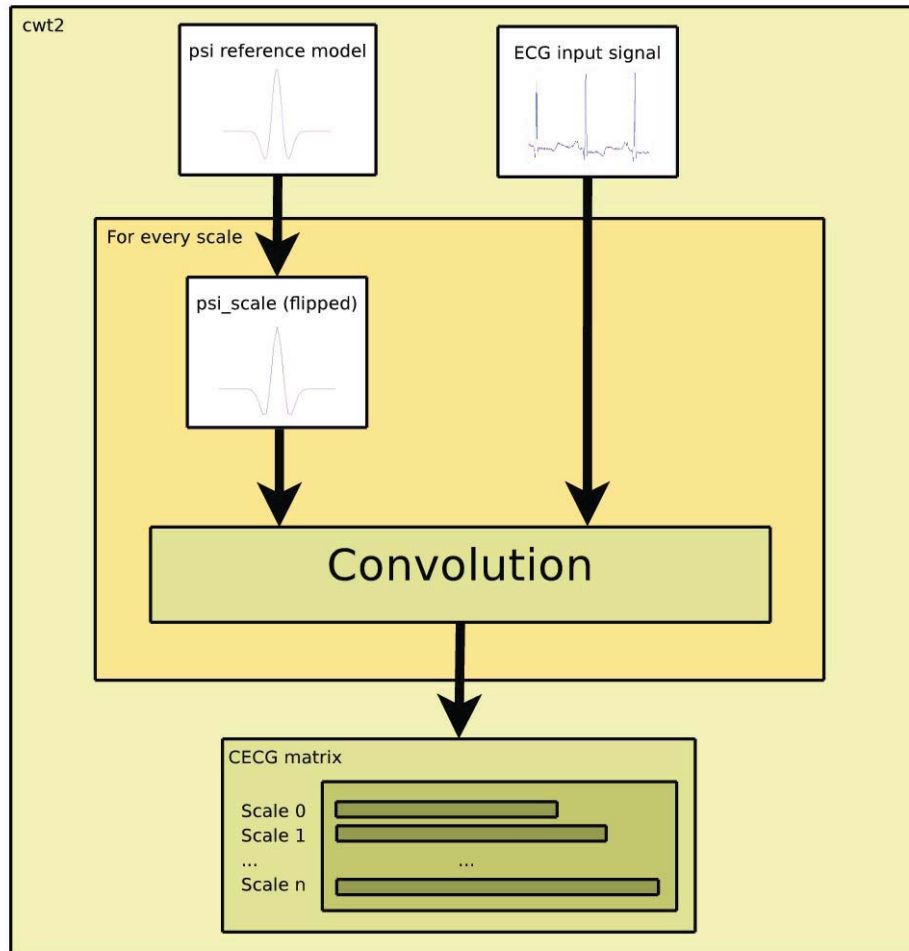 cwt2
psi reference model
ECG input signal
For every scale
psi_scale (flipped)
Convolution
CECG matrix
Scale 0
Scale 1
... ...
Scale n